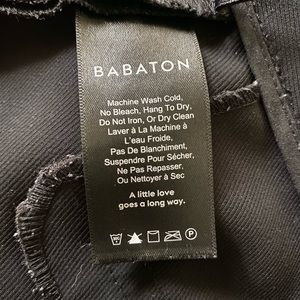 BABATON
Machine Wash Cold,
No Bleach, Hang To Dry,
Do Not Iron, Or Dry Clean
Laver à La Machine à
L'eau Froide,
Pas De Blanchiment,
Suspendre Pour Sécher,
Ne Pas Repasser,
Ou Nettoyer à Sec
A little love
goes a long way.